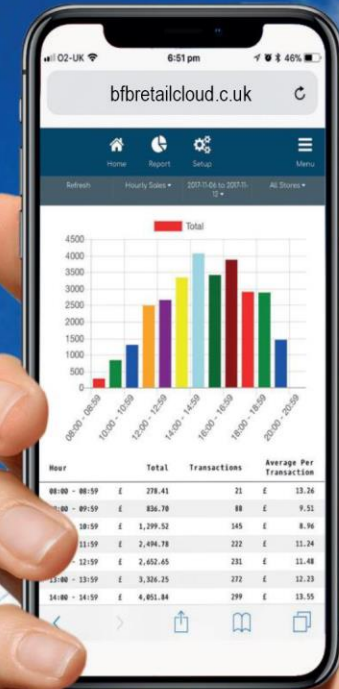 O2-UK 6:51 pm 46%
bfbretailcloud.c.uk
Home Report Setup Menu
Refresh Hourly Sales 2017-11-06 to 2017-11-12 All Stores
Total
4500
4000
3500
3000
2500
2000
1500
1000
500
0
08:00 - 08:59
10:00 - 10:59
12:00 - 12:59
14:00 - 14:59
16:00 - 16:59
18:00 - 18:59
20:00 - 20:59
Hour Total Transactions Average Per Transaction
08:00 - 08:59 £ 278.41 21 £ 13.26
- 09:59 £ 836.70 88 £ 9.51
10:59 £ 1,299.52 145 £ 8.96
11:59 £ 2,494.78 222 £ 11.24
- 12:59 £ 2,652.65 231 £ 11.48
13:00 - 13:59 £ 3,326.25 272 £ 12.23
14:00 - 14:59 £ 4,051.84 299 £ 13.55